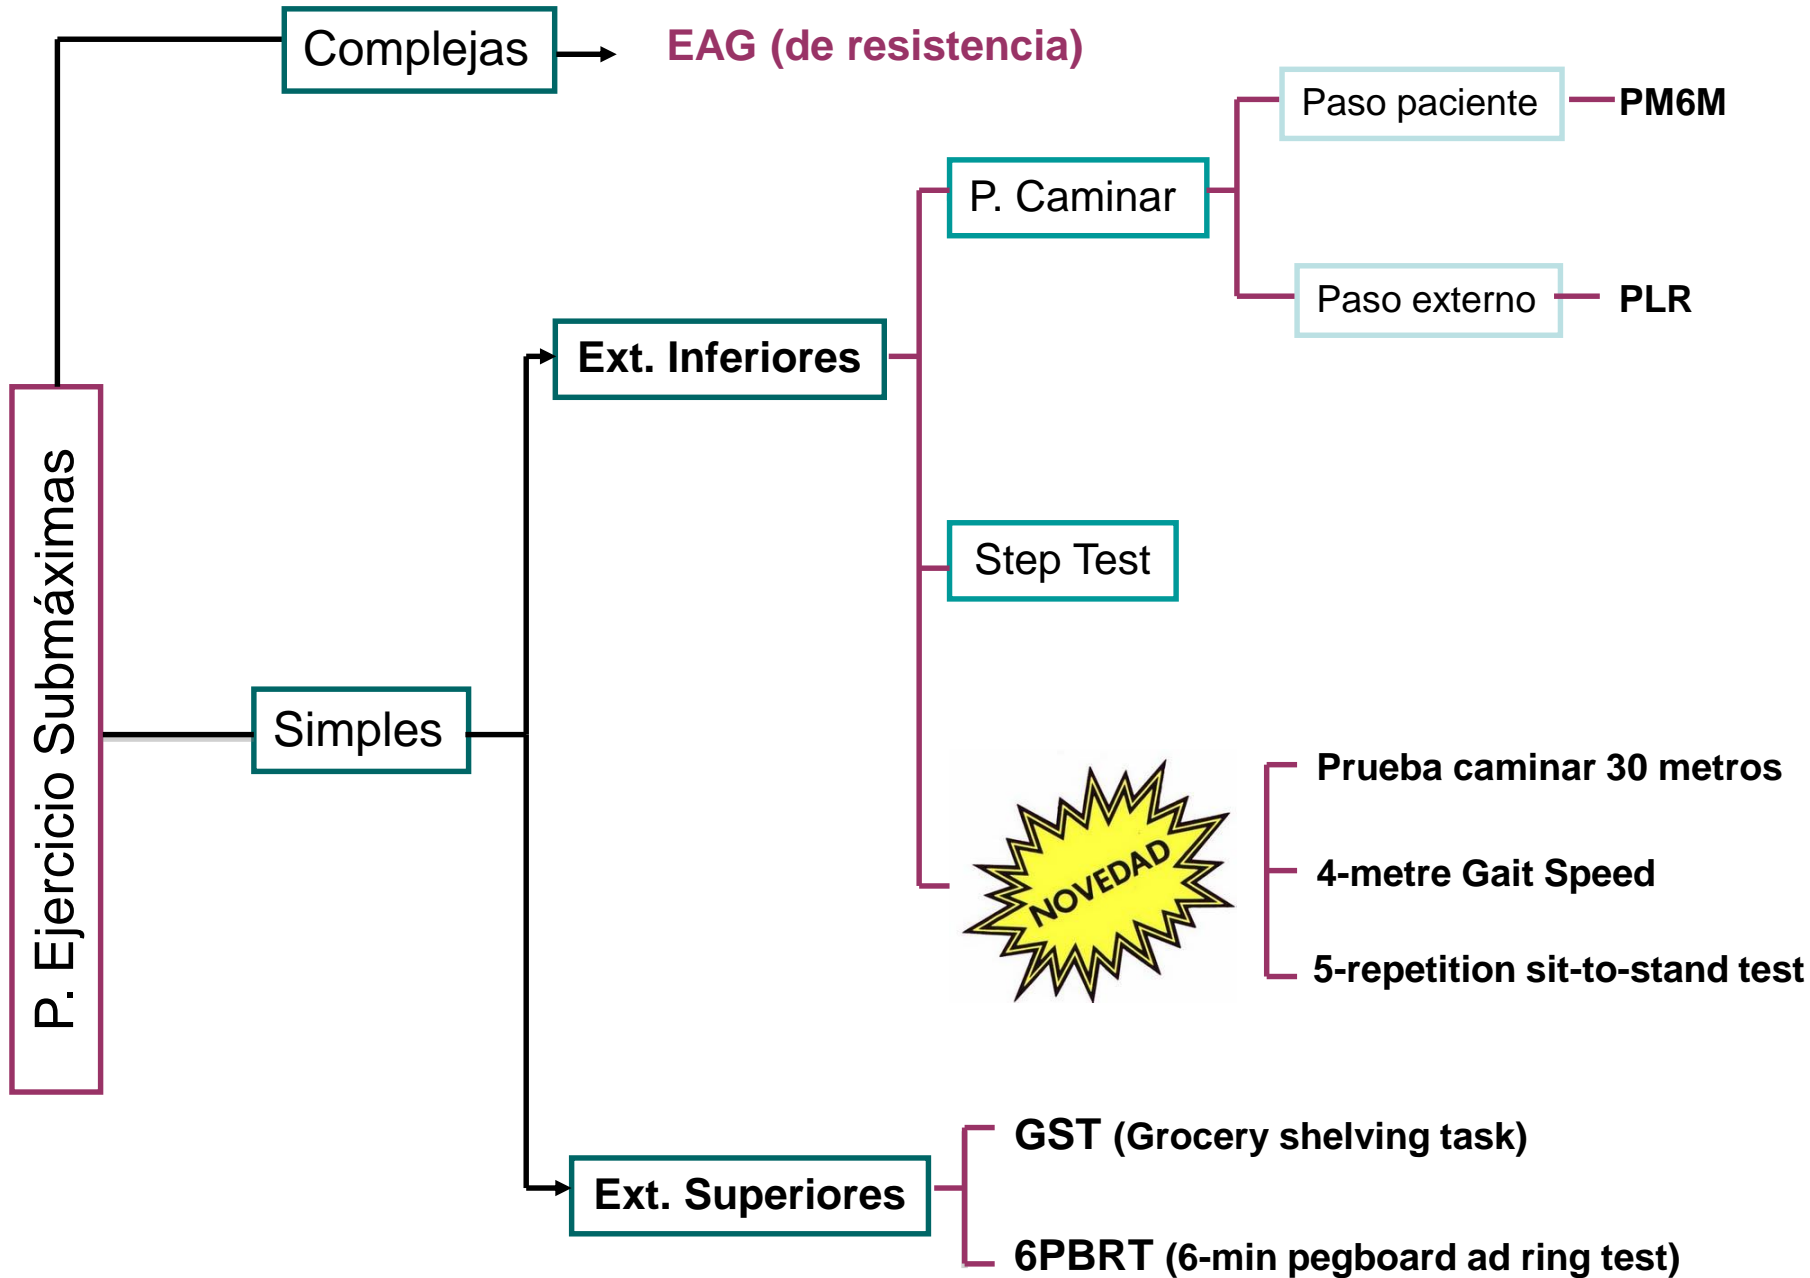 Complejas
EAG (de resistencia)
Paso paciente
PM6M
P. Caminar
Paso externo
PLR
Ext. Inferiores
P. Ejercicio Submáximas
Step Test
Simples
NOVEDAD
Prueba caminar 30 metros
4-metre Gait Speed
5-repetition sit-to-stand test
GST (Grocery shelving task)
Ext. Superiores
6PBRT (6-min pegboard ad ring test)